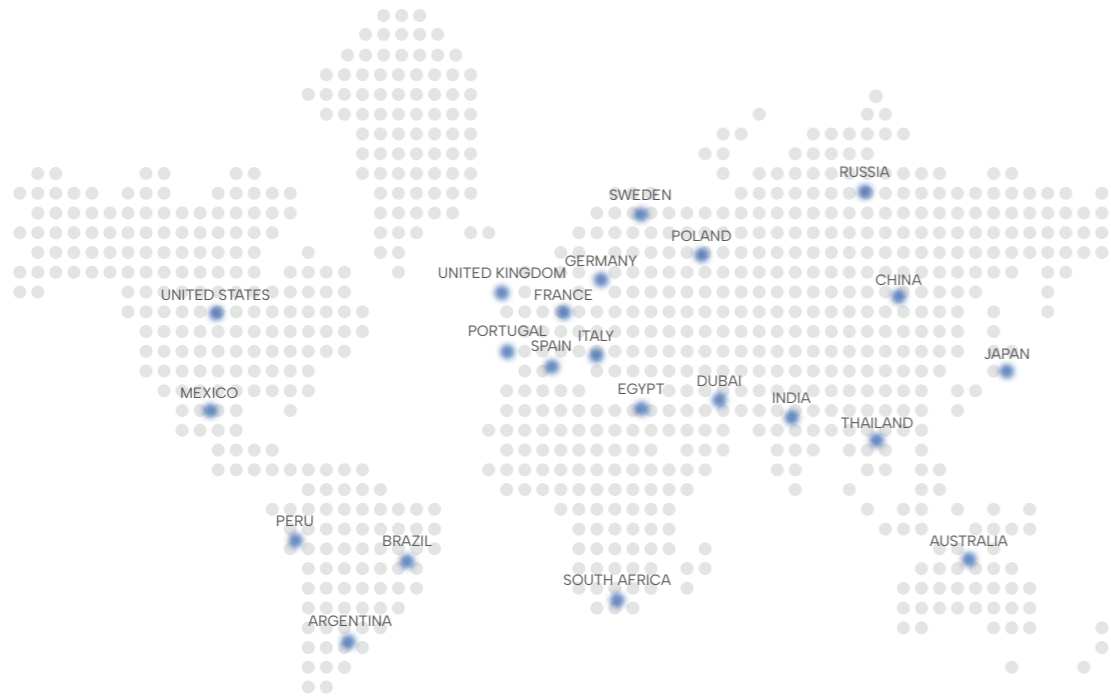 RUSSIA
SWEDEN
POLAND
GERMANY
UNITED KINGDOM
CHINA
UNITED STATES
FRANCE
PORTUGAL
ITALY
SPAIN
JAPAN
DUBAI
EGYPT
MEXICO
INDIA
THAILAND
PERU
BRAZIL
AUSTRALIA
SOUTH AFRICA
ARGENTINA